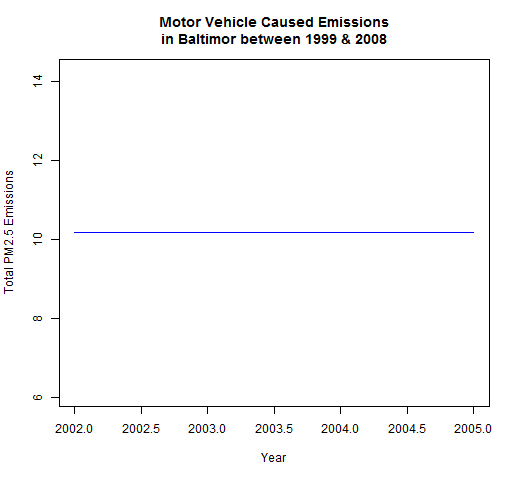 Motor Vehicle Caused Emissions
in Baltimor between 1999 & 2008
Total PM2.5 Emissions
14
12
10
8
6
2002.0 2002.5 2003.0 2003.5 2004.0 2004.5 2005.0
Year